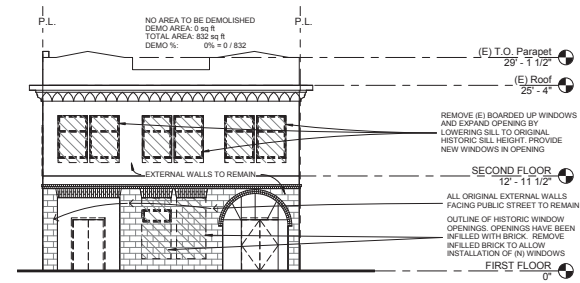 P.L.
NO AREA TO BE DEMOLISHED
DEMO AREA: 0 sq ft
TOTAL AREA: 832 sq ft
DEMO %: 0% = 0 / 832
P.L.
(E) T.O. Parapet
29' - 1 1/2"
(E) Roof
25' - 4"
REMOVE (E) BOARDED UP WINDOWS
AND EXPAND OPENING BY
LOWERING SILL TO ORIGINAL
HISTORIC SILL HEIGHT. PROVIDE
NEW WINDOWS IN OPENING
EXTERNAL WALLS TO REMAIN
SECOND FLOOR
12' - 11 1/2"
ALL ORIGINAL EXTERNAL WALLS
FACING PUBLIC STREET TO REMAIN
OUTLINE OF HISTORIC WINDOW
OPENINGS. OPENINGS HAVE BEEN
INFILLED WITH BRICK. REMOVE
INFILLED BRICK TO ALLOW
INSTALLATION OF (N) WINDOWS
FIRST FLOOR
0"